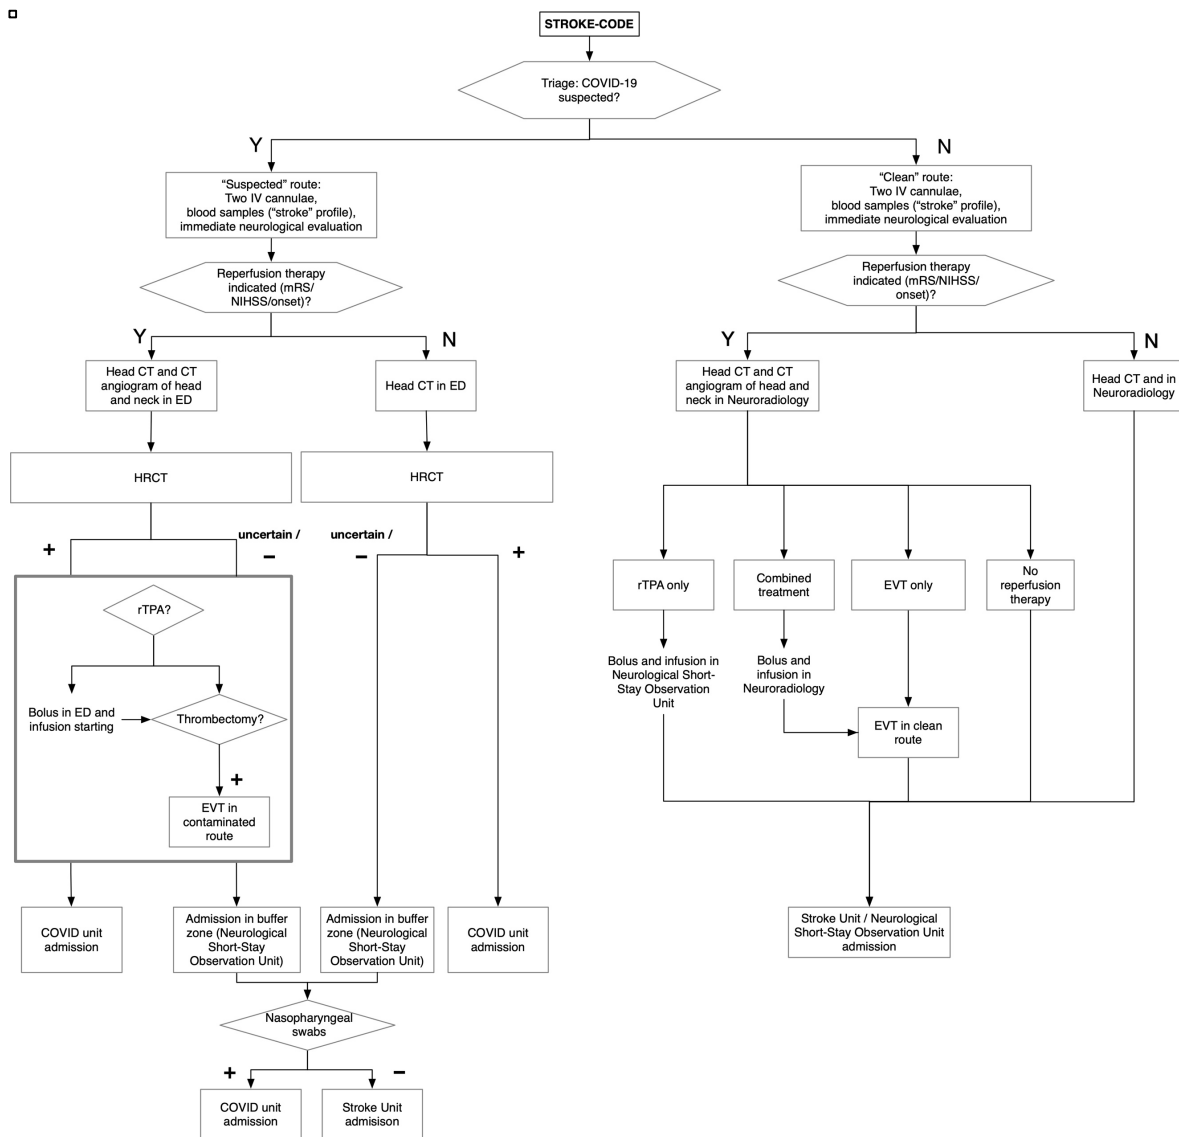 STROKE-CODE
Triage: COVID-19
suspected?
Y
N
“Suspected” route:
Two IV cannulae,
blood samples (“stroke” profile),
immediate neurological evaluation
“Clean” route:
Two IV cannulae,
blood samples (“stroke” profile),
immediate neurological evaluation
Reperfusion therapy
indicated (mRS/
NIHSS/onset)?
Reperfusion therapy
indicated (mRS/NIHSS/
onset)?
Y
N
Y
N
Head CT and CT
angiogram of head
and neck in ED
Head CT in ED
Head CT and CT
angiogram of head and
neck in Neuroradiology
Head CT and in
Neuroradiology
HRCT
HRCT
+
uncertain /
−
uncertain /
−
+
rTPA?
Bolus in ED and
infusion starting
Thrombectomy?
+
EVT in
contaminated
route
rTPA only
Combined
treatment
EVT only
No
reperfusion
therapy
Bolus and infusion in
Neurological Short-
Stay Observation
Unit
Bolus and
infusion in
Neuroradiology
EVT in clean
route
COVID unit
admission
Admission in buffer
zone (Neurological
Short-Stay
Observation Unit)
Admission in buffer
zone (Neurological
Short-Stay
Observation Unit)
COVID unit
admission
Stroke Unit / Neurological
Short-Stay Observation Unit
admission
Nasopharyngeal
swabs
+
−
COVID unit
admission
Stroke Unit
admisison